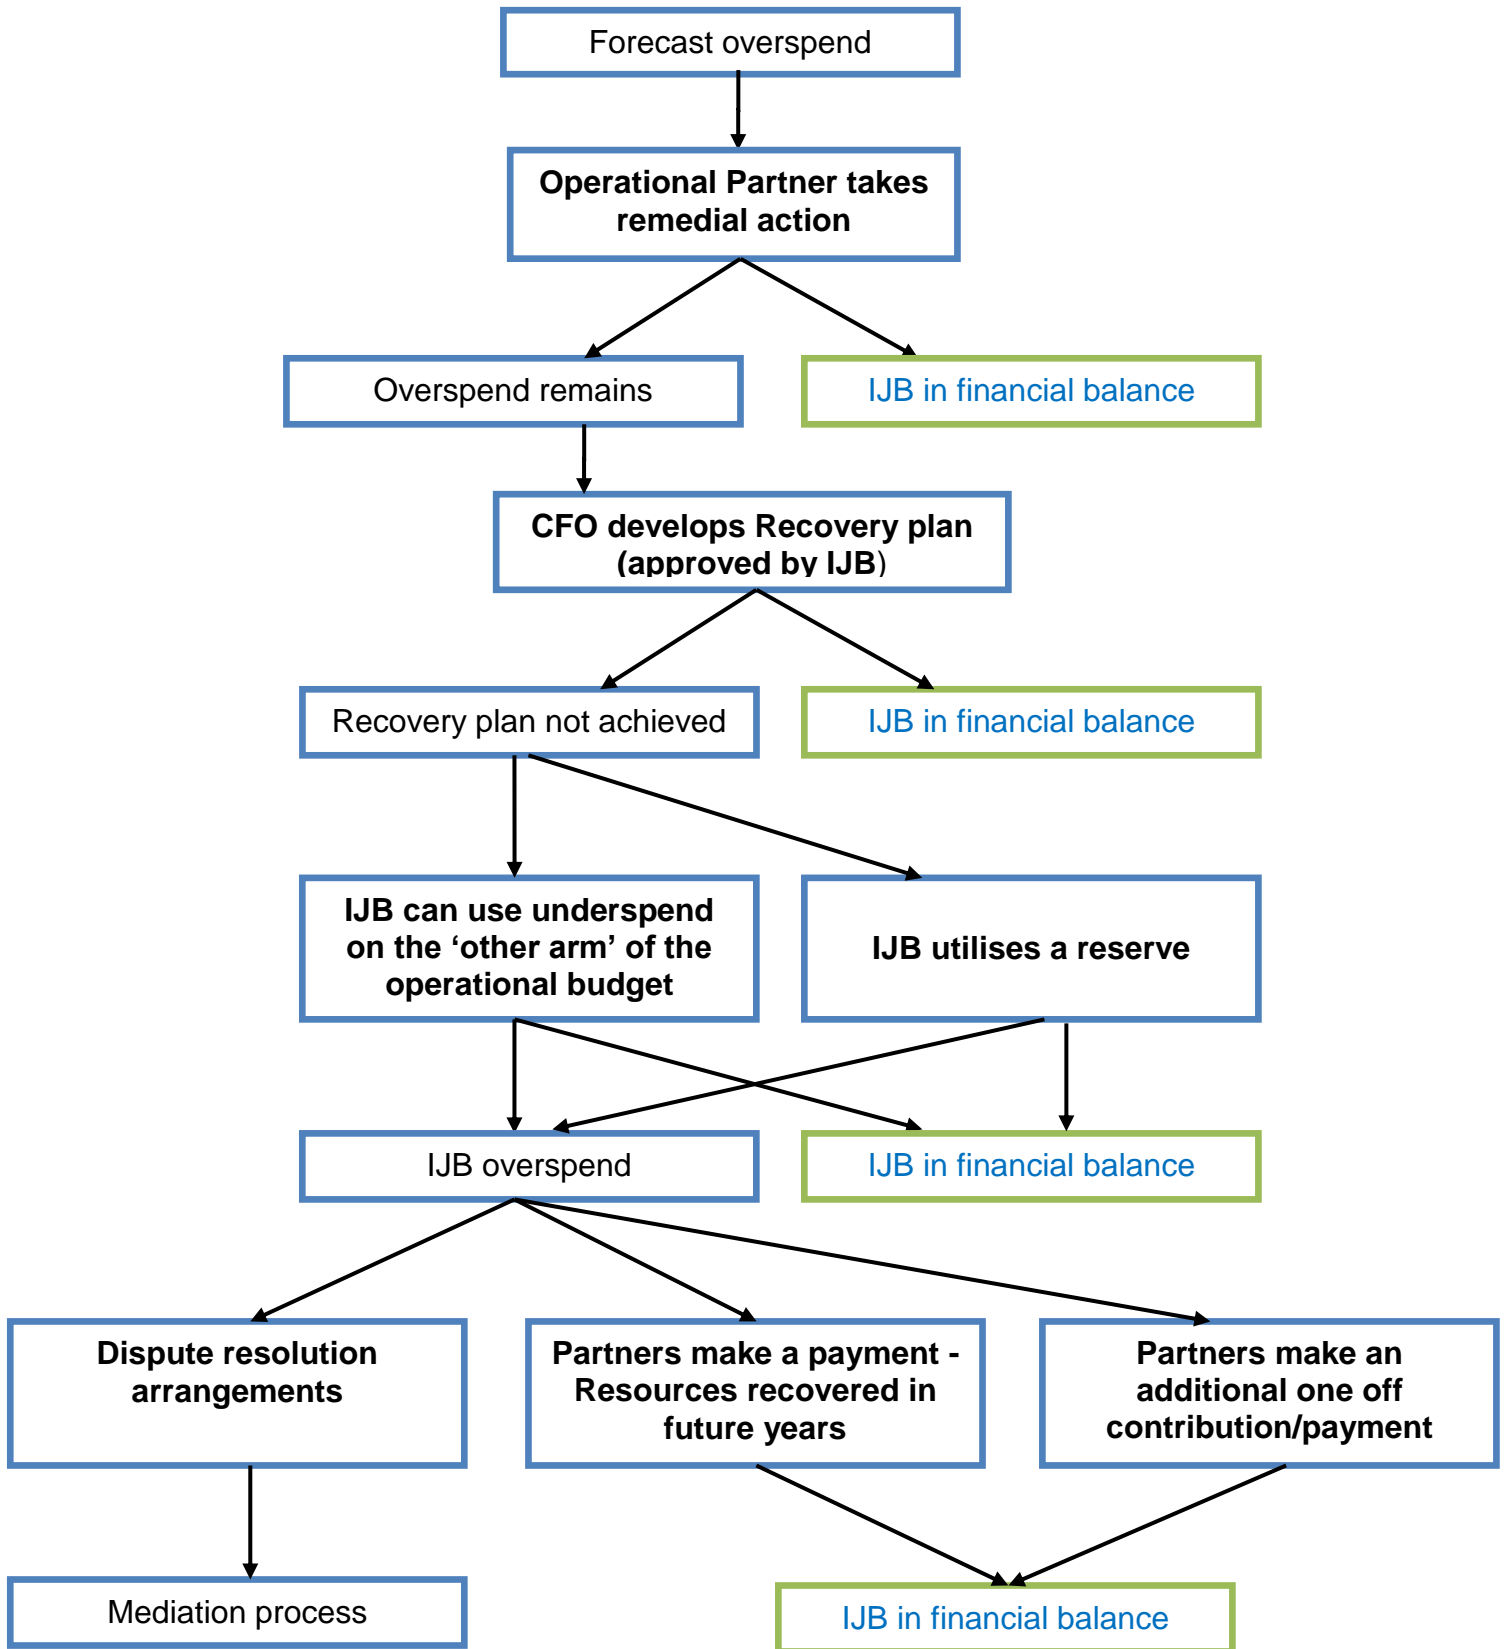 Forecast overspend
Operational Partner takes
remedial action
Overspend remains
IJB in financial balance
CFO develops Recovery plan
(approved by IJB)
Recovery plan not achieved
IJB in financial balance
IJB can use underspend
on the ‘other arm’ of the
operational budget
IJB utilises a reserve
IJB overspend
IJB in financial balance
Dispute resolution
arrangements
Partners make a payment -
Resources recovered in
future years
Partners make an
additional one off
contribution/payment
Mediation process
IJB in financial balance